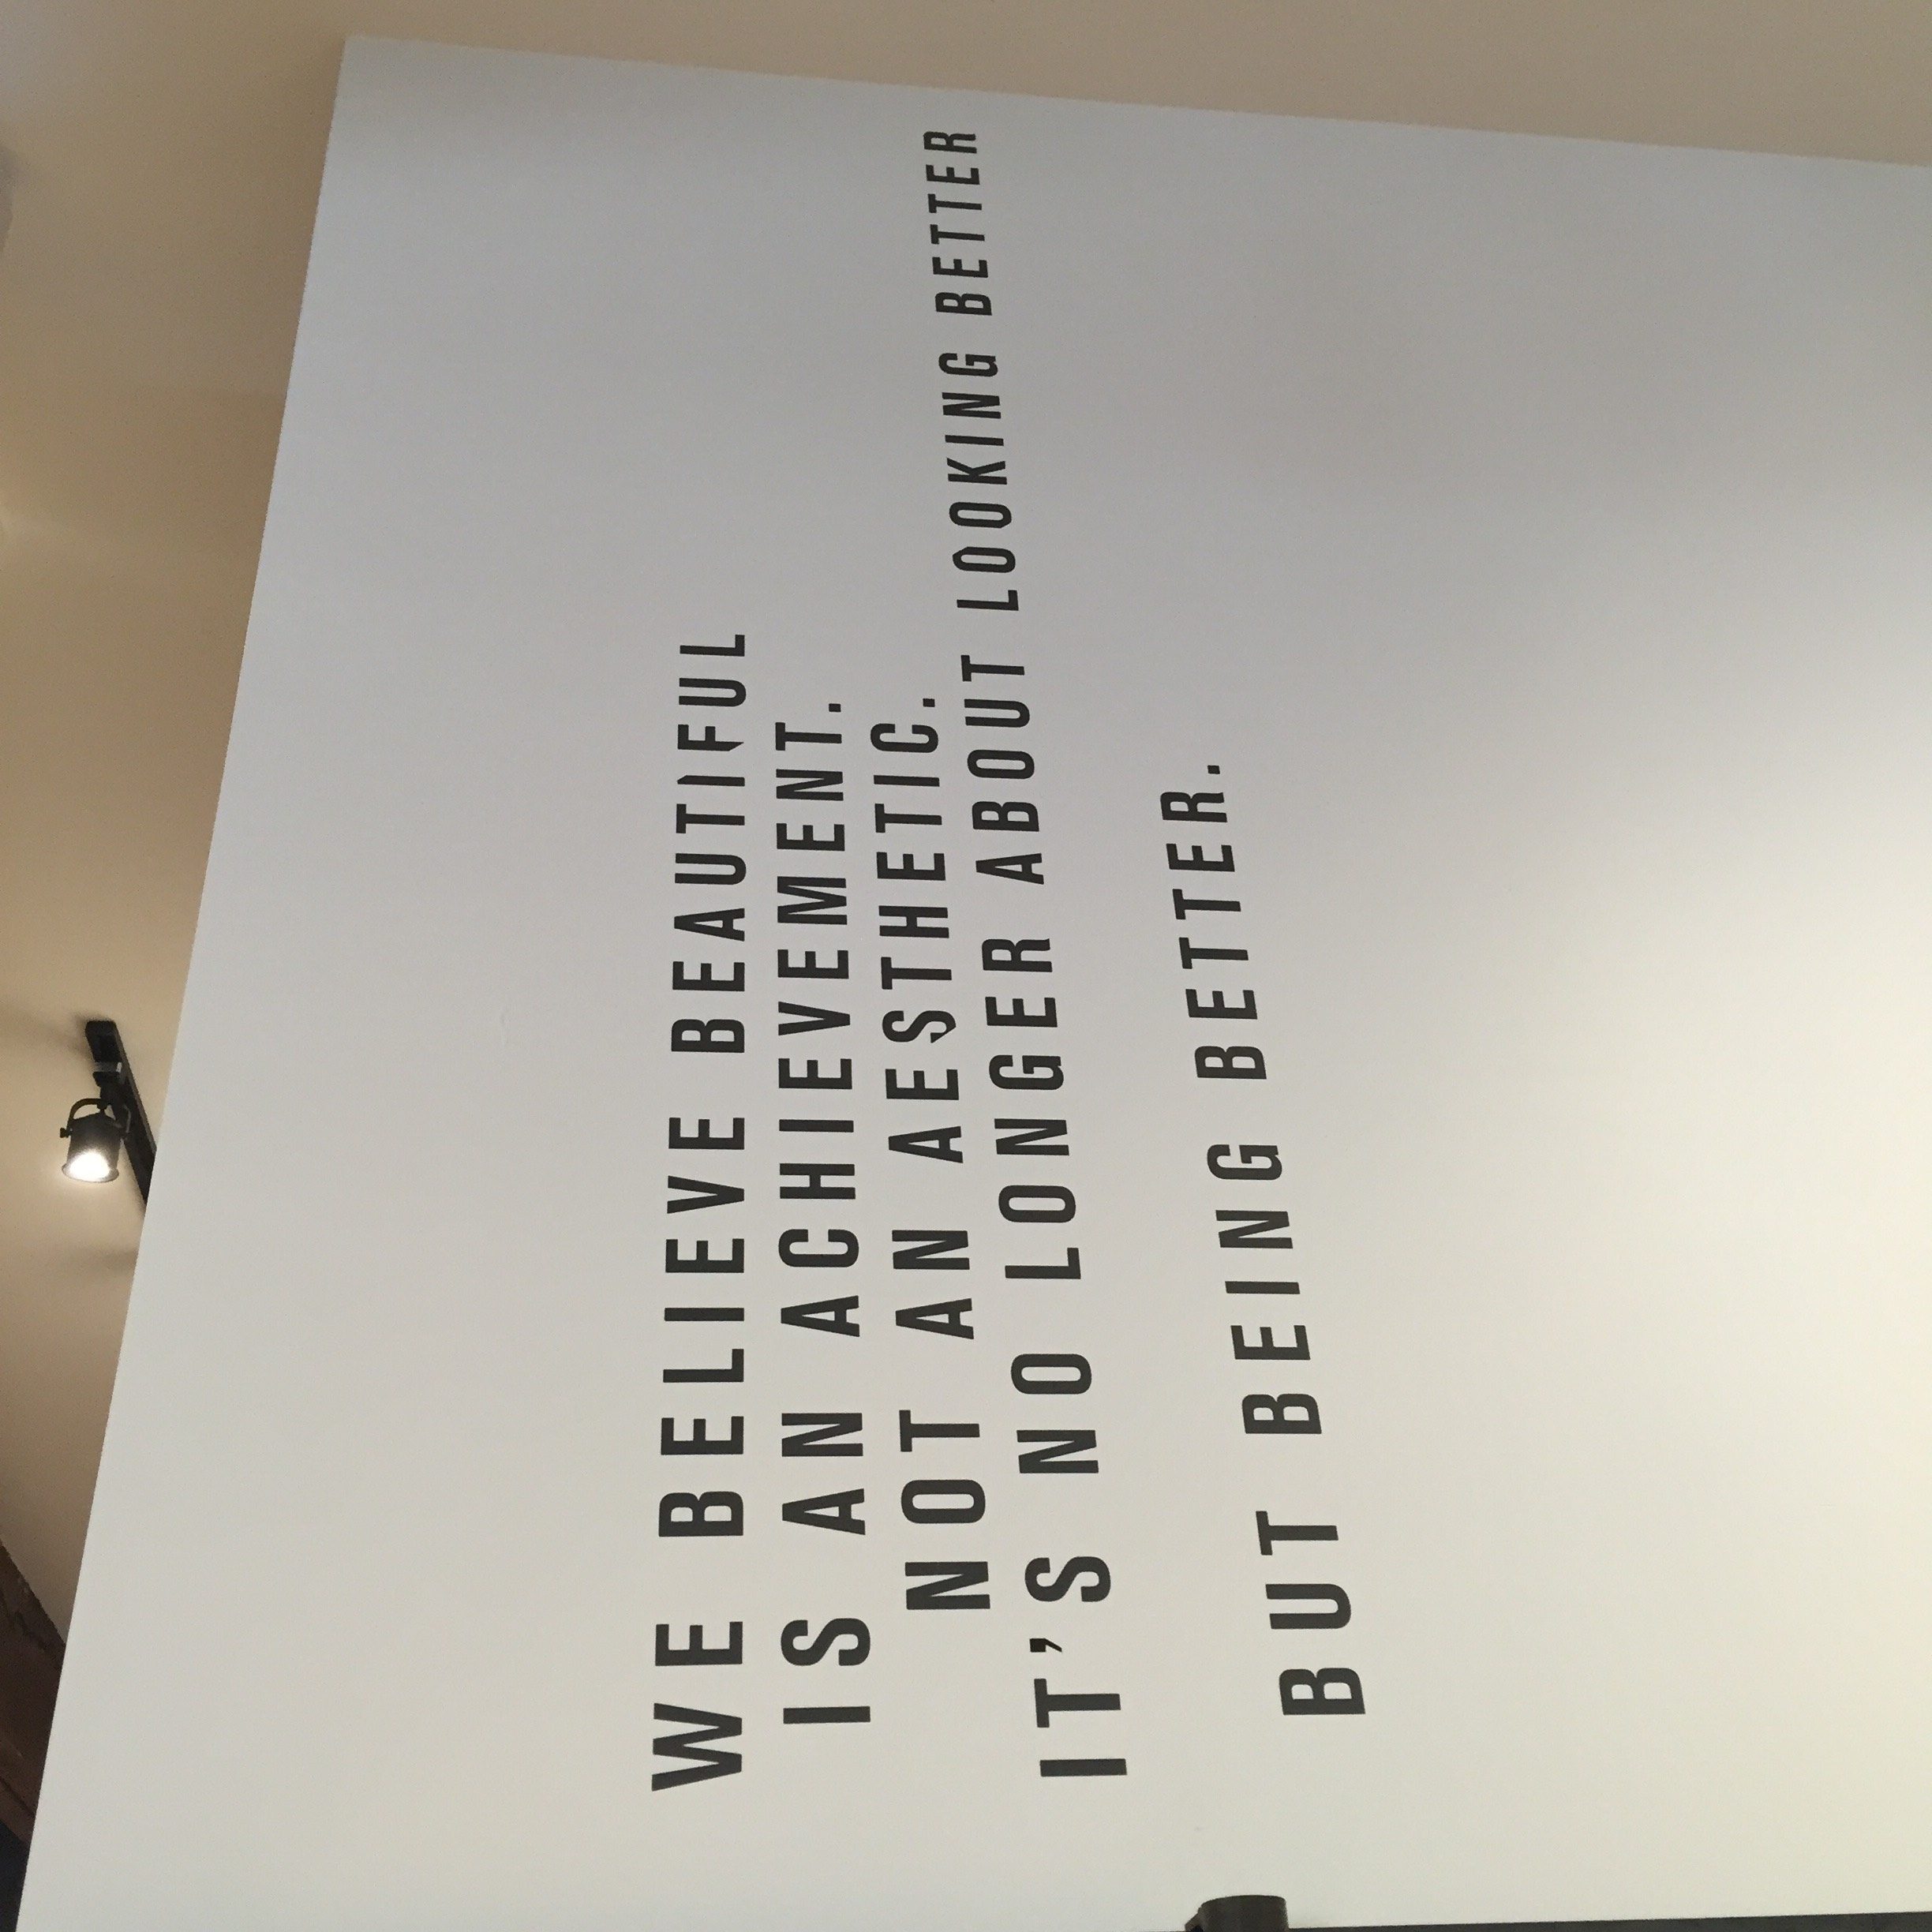 WE BELIEVE BEAUTIFUL
IS AN ACHIEVEMENT.
NOT AN AESTHETIC.
IT'S NO LONGER ABOUT LOOKING BETTER
BUT BEING BETTER.